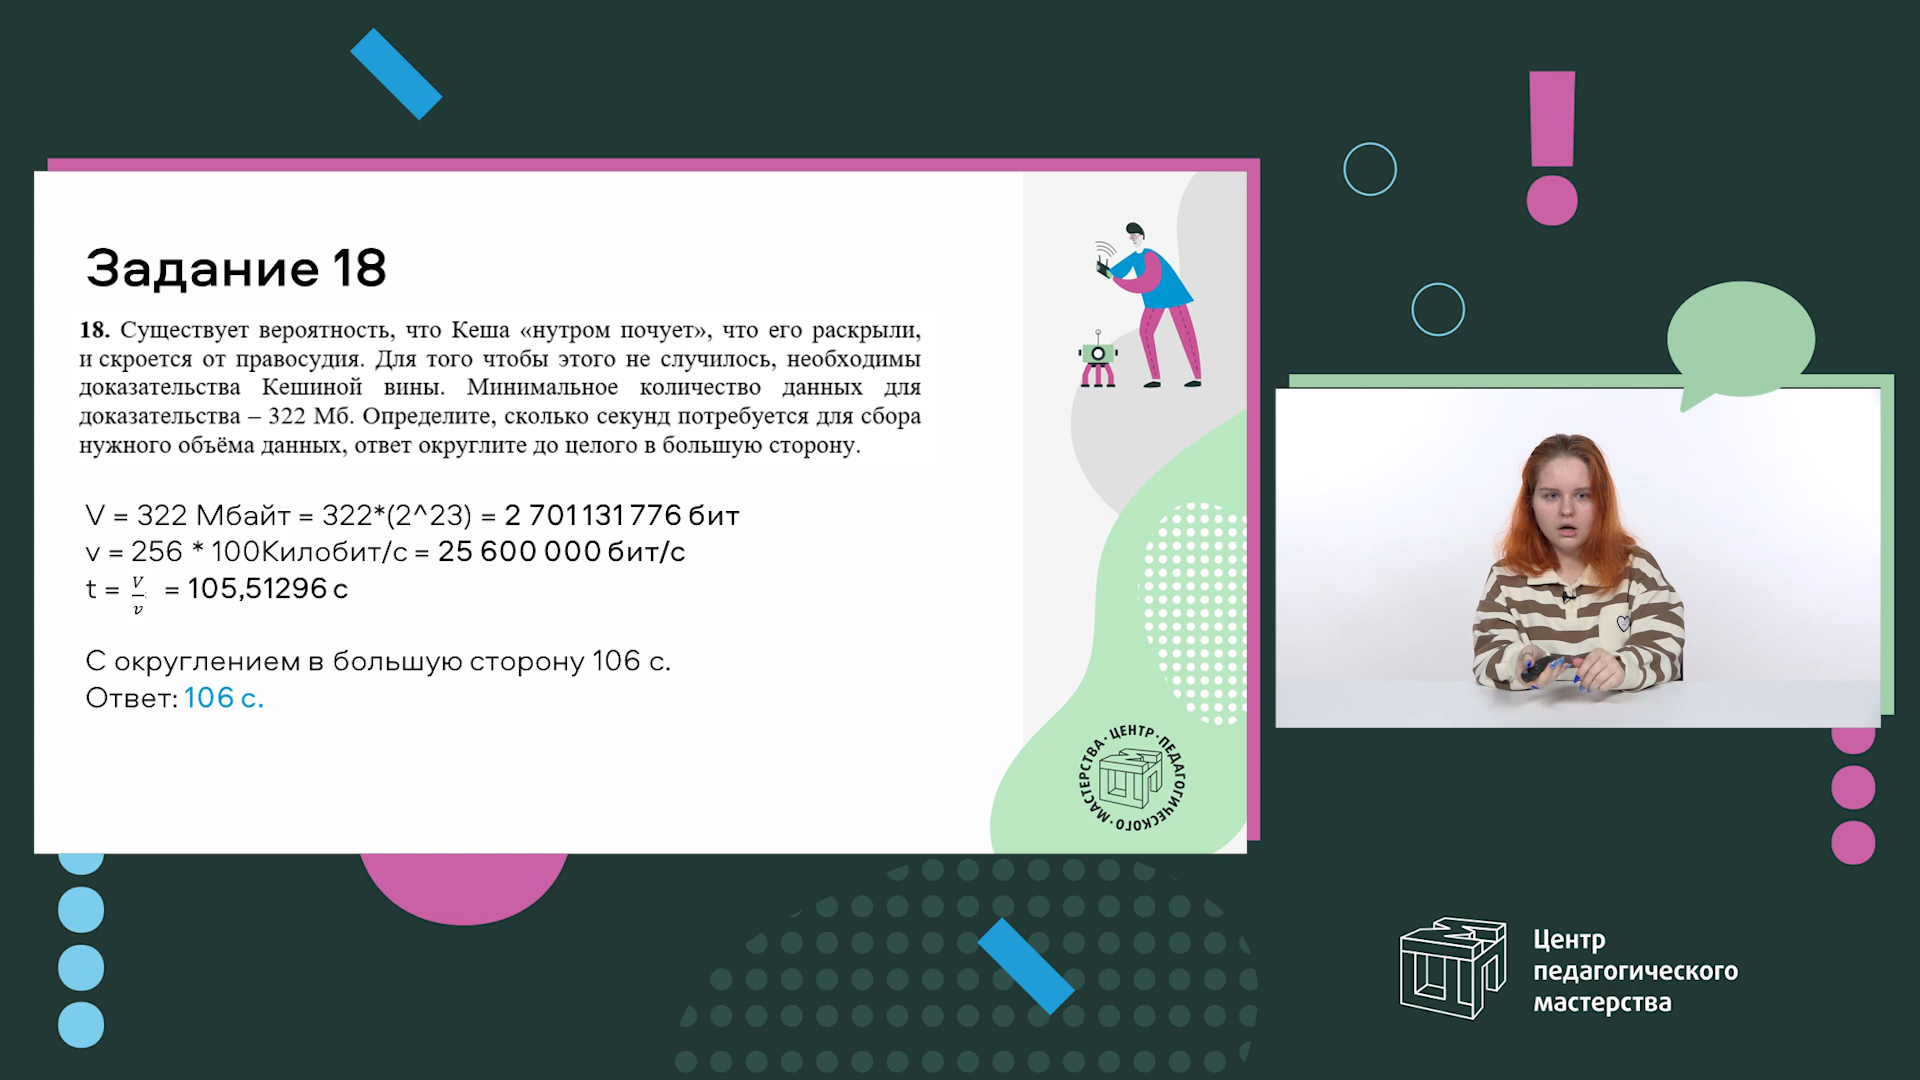 Задание 18
18. Существует вероятность, что Кеша «нутром почует», что его раскрыли,
и скроется от правосудия. Для того чтобы этого не случилось, необходимы
доказательства Кешиной вины. Минимальное количество данных для
доказательства – 322 Мб. Определите, сколько секунд потребуется для сбора
нужного объёма данных, ответ округлите до целого в большую сторону.
V = 322 Мбайт = 322*(2^23) = 2 701 131 776 бит
v = 256 * 100Килобит/с = 25 600 000 бит/с
t = V/v = 105,51296 с
С округлением в большую сторону 106 с.
Ответ: 106 с.
ЦЕНТР · ПЕДАГОГИЧЕСКОГО · МАСТЕРСТВА ·
Центр
педагогического
мастерства